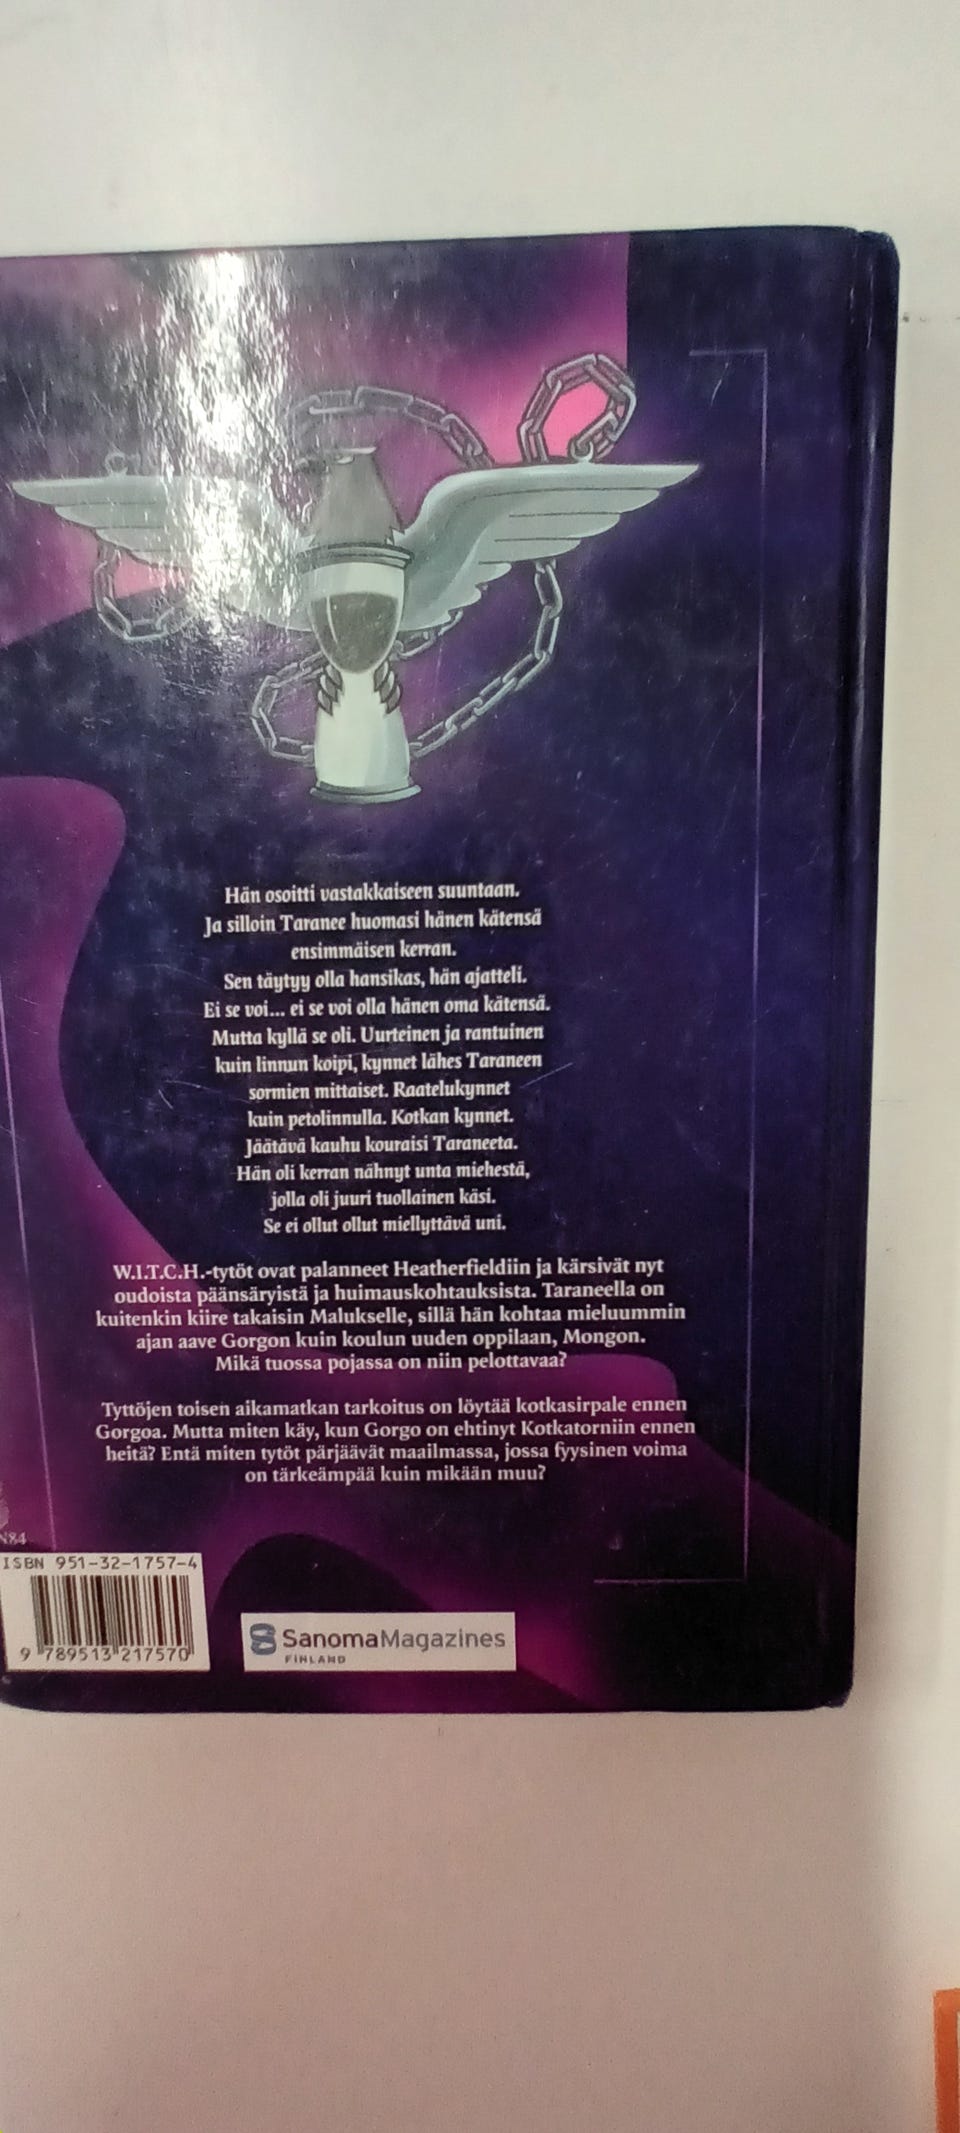 Hän osoitti vastakkaiseen suuntaan.
Ja silloin Taranee huomasi hänen kätensä
ensimmäisen kerran.
Sen täytyy olla hansikas, hän ajatteli.
Ei se voi... ei se voi olla hänen oma kätensä.
Mutta kyllä se oli. Uurteinen ja rantuinen
kuin linnun koipi, kynnet lähes Taraneen
sormien mittaiset. Raatelukynnet
kuin petolinnulla. Kotkan kynnet.
Jäätävä kauhu kouraisi Taraneeta.
Hän oli kerran nähnyt unta miehestä,
jolla oli juuri tuollainen käsi.
Se ei ollut ollut miellyttävä uni.
W.I.T.C.H.-tytöt ovat palanneet Heatherfieldiin ja kärsivät nyt
oudoista päänsäryistä ja huimauskohtauksista. Taraneella on
kuitenkin kiire takaisin Malukselle, sillä hän kohtaa mieluummin
ajan aave Gorgon kuin koulun uuden oppilaan, Mongon.
Mikä tuossa pojassa on niin pelottavaa?
Tyttöjen toisen aikamatkan tarkoitus on löytää kotkasirpale ennen
Gorgoa. Mutta miten käy, kun Gorgo on ehtinyt Kotkatorniin ennen
heitä? Entä miten tytöt pärjäävät maailmassa, jossa fyysinen voima
on tärkeämpää kuin mikään muu?
N84
ISBN 951-32-1757-4
9 789513 217570
SanomaMagazines
FINLAND